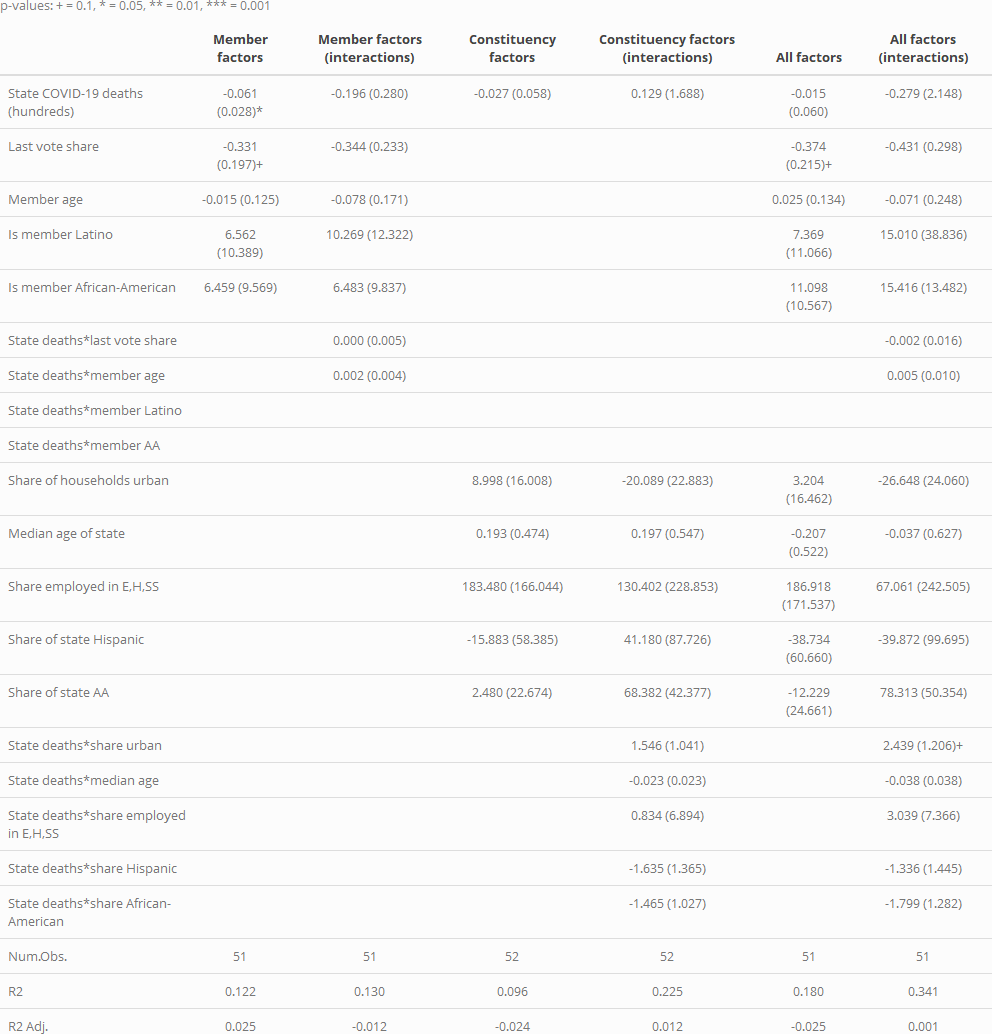 p-values: + = 0.1, * = 0.05, ** = 0.01, *** = 0.001
Member factors Member factors (interactions) Constituency factors Constituency factors (interactions) All factors All factors (interactions)
State COVID-19 deaths (hundreds) -0.061 (0.028)* -0.196 (0.280) -0.027 (0.058) 0.129 (1.688) -0.015 (0.060) -0.279 (2.148)
Last vote share -0.331 (0.197)+ -0.344 (0.233) -0.374 (0.215)+ -0.431 (0.298)
Member age -0.015 (0.125) -0.078 (0.171) 0.025 (0.134) -0.071 (0.248)
Is member Latino 6.562 (10.389) 10.269 (12.322) 7.369 (11.066) 15.010 (38.836)
Is member African-American 6.459 (9.569) 6.483 (9.837) 11.098 (10.567) 15.416 (13.482)
State deaths*last vote share 0.000 (0.005) -0.002 (0.016)
State deaths*member age 0.002 (0.004) 0.005 (0.010)
State deaths*member Latino
State deaths*member AA
Share of households urban 8.998 (16.008) -20.089 (22.883) 3.204 (16.462) -26.648 (24.060)
Median age of state 0.193 (0.474) 0.197 (0.547) -0.207 (0.522) -0.037 (0.627)
Share employed in E,H,SS 183.480 (166.044) 130.402 (228.853) 186.918 (171.537) 67.061 (242.505)
Share of state Hispanic -15.883 (58.385) 41.180 (87.726) -38.734 (60.660) -39.872 (99.695)
Share of state AA 2.480 (22.674) 68.382 (42.377) -12.229 (24.661) 78.313 (50.354)
State deaths*share urban 1.546 (1.041) 2.439 (1.206)+
State deaths*median age -0.023 (0.023) -0.038 (0.038)
State deaths*share employed in E,H,SS 0.834 (6.894) 3.039 (7.366)
State deaths*share Hispanic -1.635 (1.365) -1.336 (1.445)
State deaths*share African-American -1.465 (1.027) -1.799 (1.282)
Num.Obs. 51 51 52 52 51 51
R2 0.122 0.130 0.096 0.225 0.180 0.341
R2 Adj. 0.025 -0.012 -0.024 0.012 -0.025 0.001